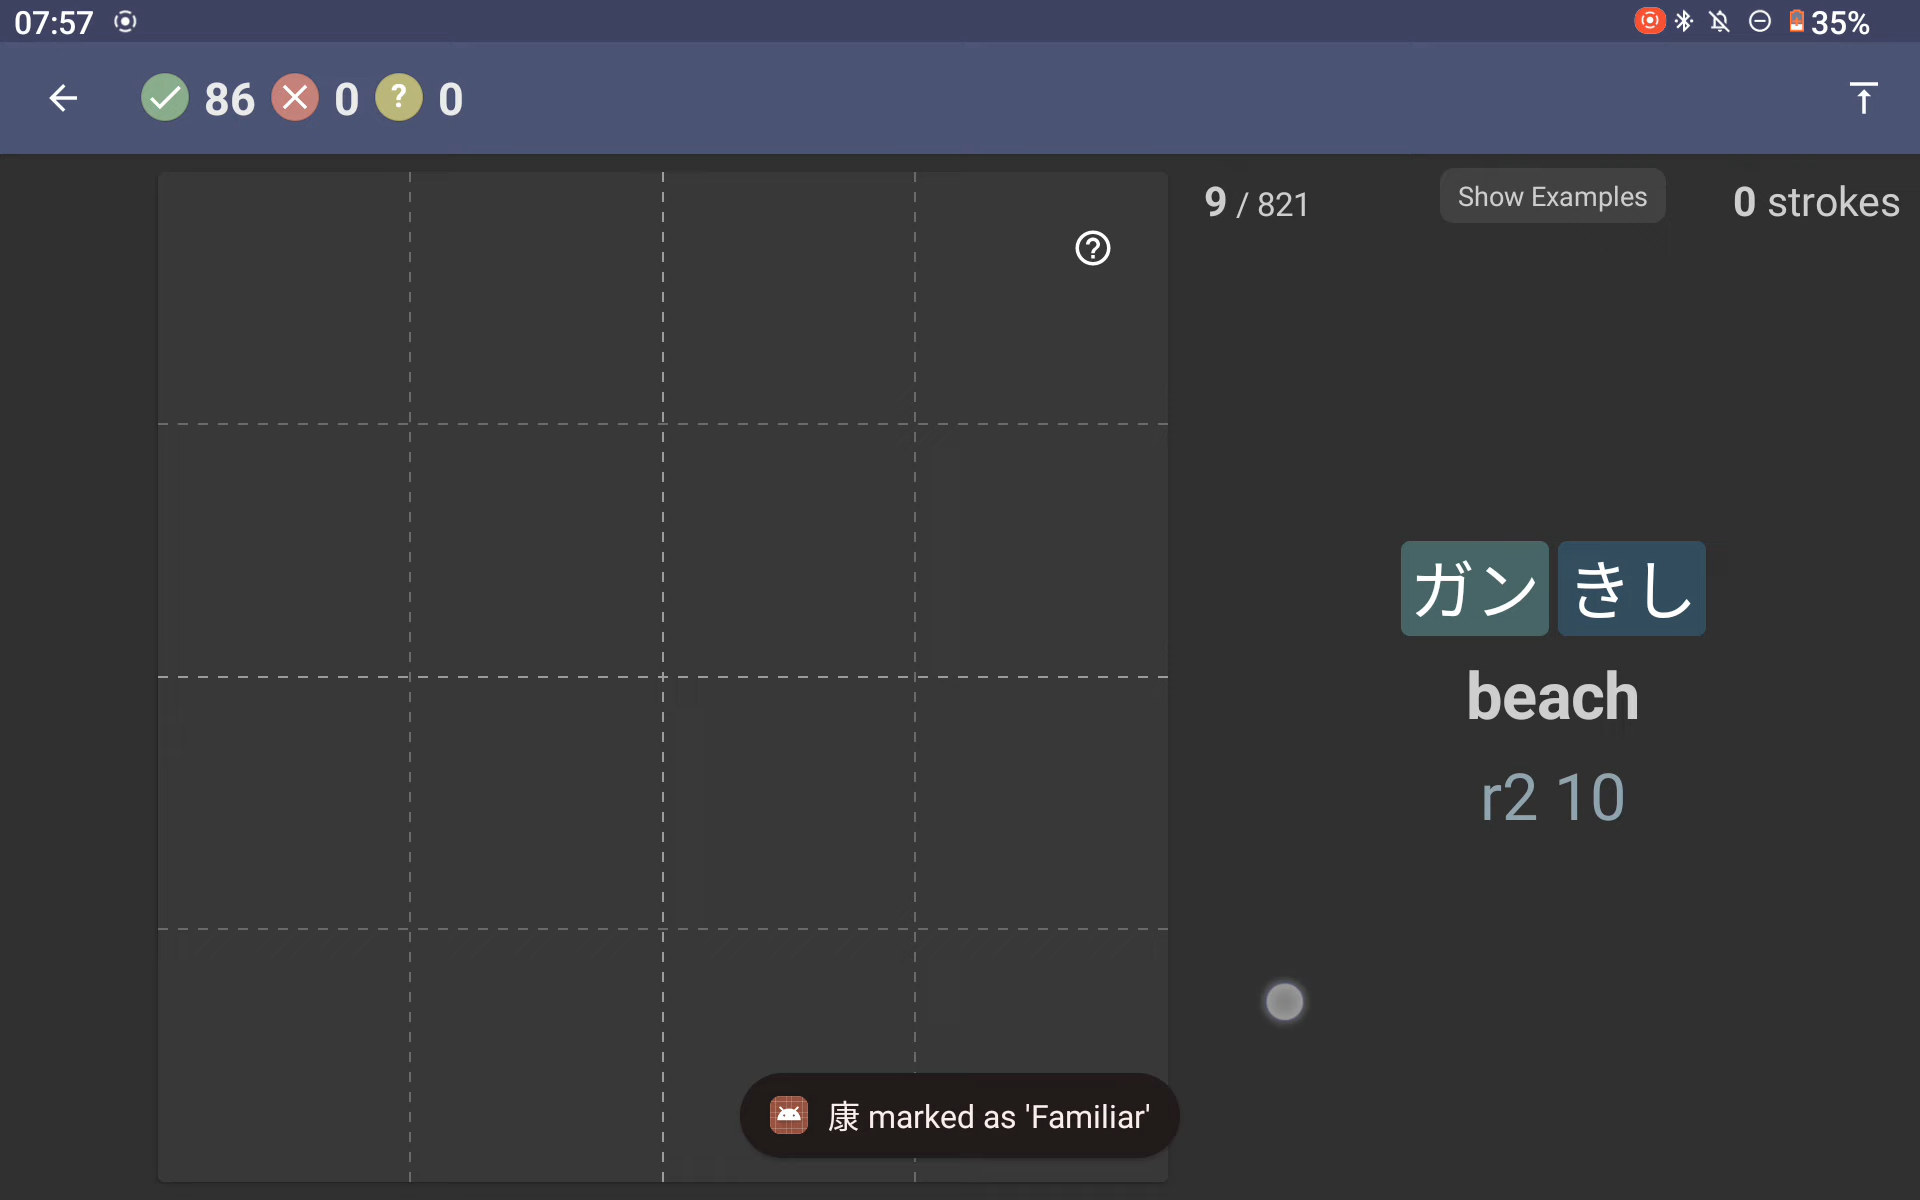 07:57
35%
86 0 ? 0
9 / 821
Show Examples
0 strokes
?
ガン きし
beach
r2 10
康 marked as 'Familiar'